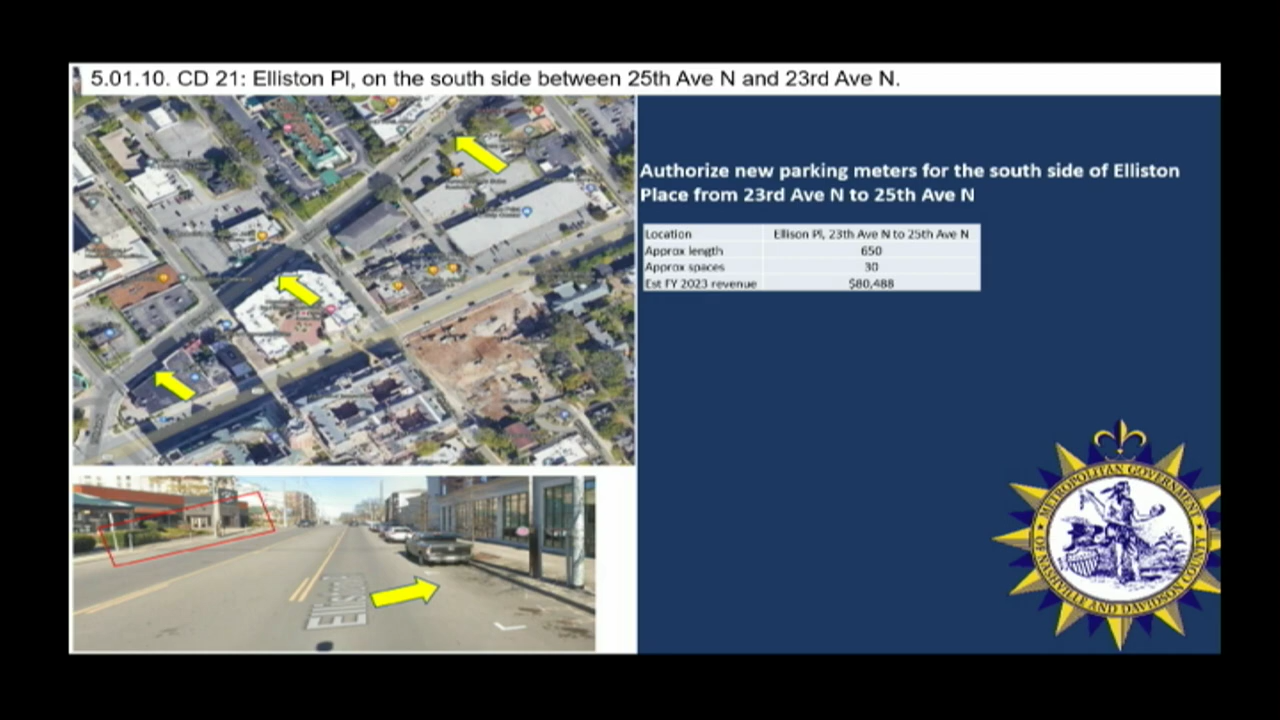 5.01.10. CD 21: Elliston Pl, on the south side between 25th Ave N and 23rd Ave N.
Authorize new parking meters for the south side of Elliston
Place from 23rd Ave N to 25th Ave N
Location Ellison Pl, 23th Ave N to 25th Ave N
Approx length 650
Approx spaces 30
Est FY 2023 revenue $80,488
Elliston
METROPOLITAN GOVERNMENT
OF NASHVILLE AND DAVIDSON COUNTY